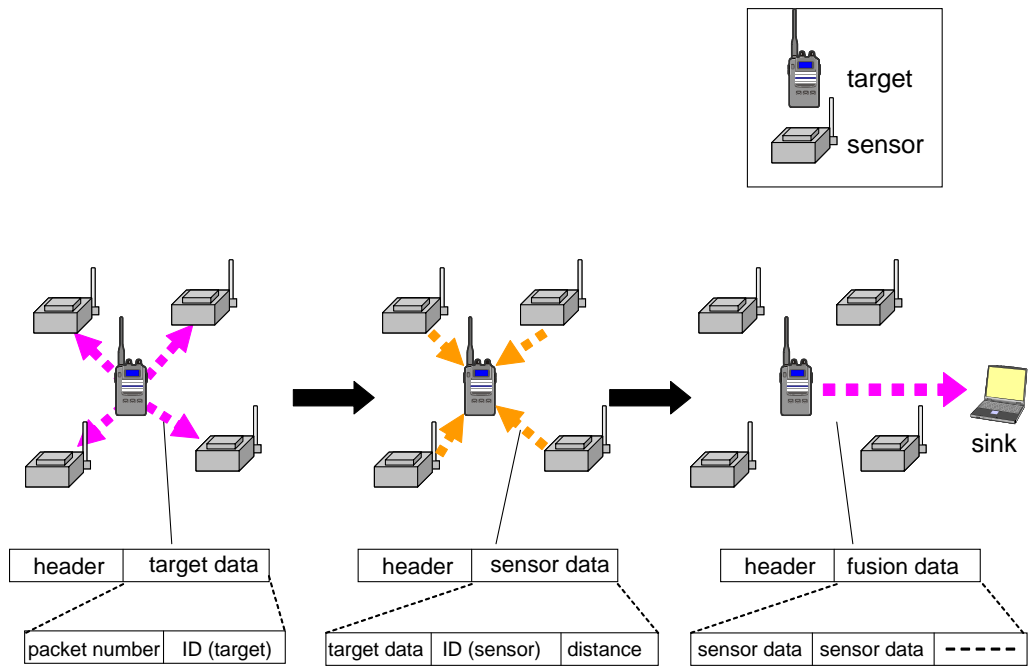 target
sensor
sink
header target data
header sensor data
header fusion data
packet number ID (target)
target data ID (sensor) distance
sensor data sensor data